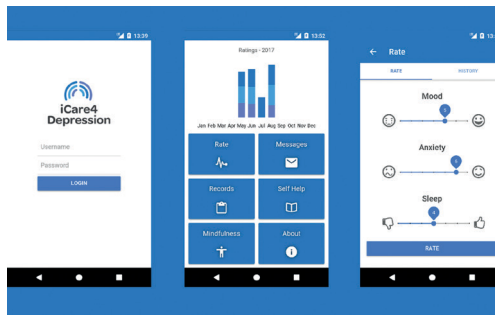 13:39
iCare4
Depression
Username
Password
LOGIN
13:52
Ratings - 2017
Jan Feb Mar Apr May Jun Jul Aug Sep Oct Nov Dec
Rate
Messages
Records
Self Help
Mindfulness
About
13:
Rate
RATE
HISTORY
Mood
Anxiety
Sleep
RATE